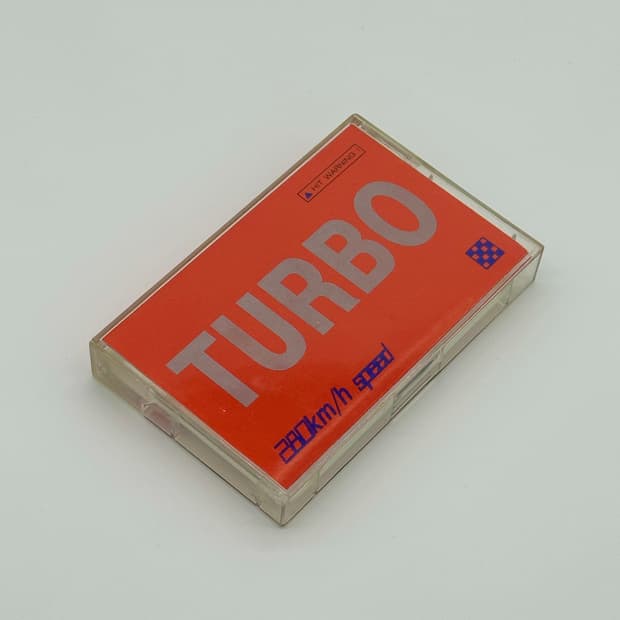 HIT WARNING!
TURBO
280km/h speed